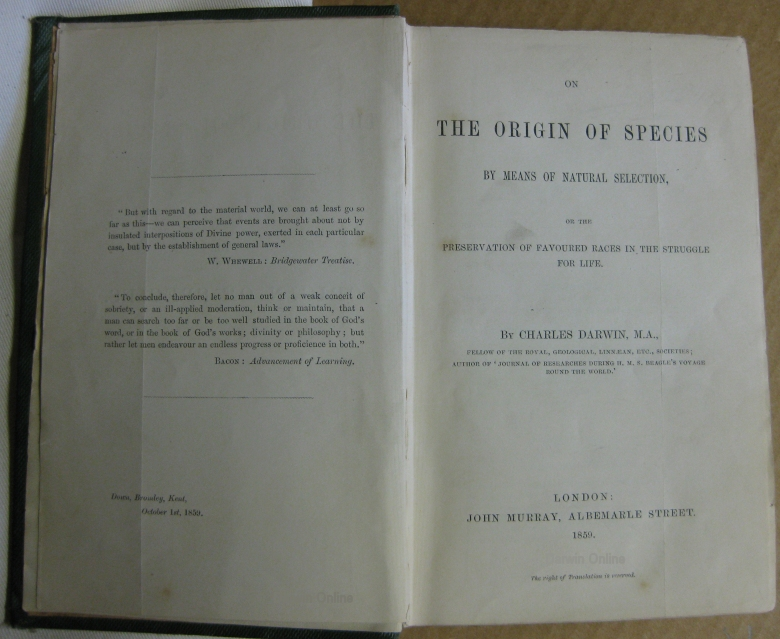 "But with regard to the material world, we can at least go so
far as this—we can perceive that events are brought about not by
insulated interpositions of Divine power, exerted in each particular
case, but by the establishment of general laws."
W. WHEWELL: Bridgewater Treatise.
"To conclude, therefore, let no man out of a weak conceit of
sobriety, or an ill-applied moderation, think or maintain, that a
man can search too far or be too well studied in the book of God's
word, or in the book of God's works; divinity or philosophy; but
rather let men endeavour an endless progress or proficience in both."
BACON: Advancement of Learning.
Down, Bromley, Kent,
October 1st, 1859.
Online
ON
THE ORIGIN OF SPECIES
BY MEANS OF NATURAL SELECTION,
OR THE
PRESERVATION OF FAVOURED RACES IN THE STRUGGLE
FOR LIFE.
BY CHARLES DARWIN, M.A.,
FELLOW OF THE ROYAL, GEOLOGICAL, LINNÆAN, ETC., SOCIETIES;
AUTHOR OF 'JOURNAL OF RESEARCHES DURING H. M. S. BEAGLE'S VOYAGE
ROUND THE WORLD.'
LONDON:
JOHN MURRAY, ALBEMARLE STREET.
1859.
Darwin Online
The right of Translation is reserved.